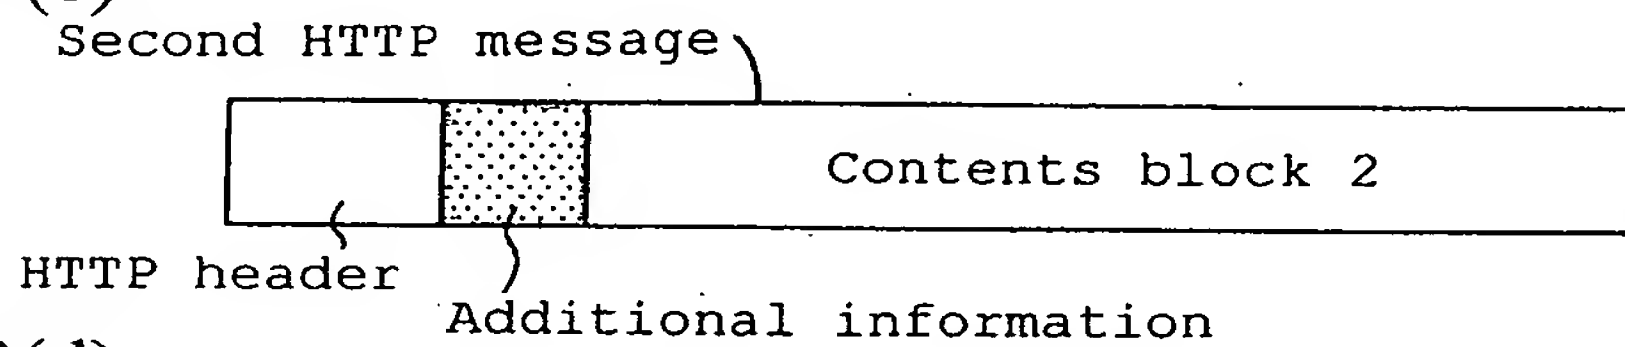 Second HTTP message
Contents block 2
HTTP header
Additional information